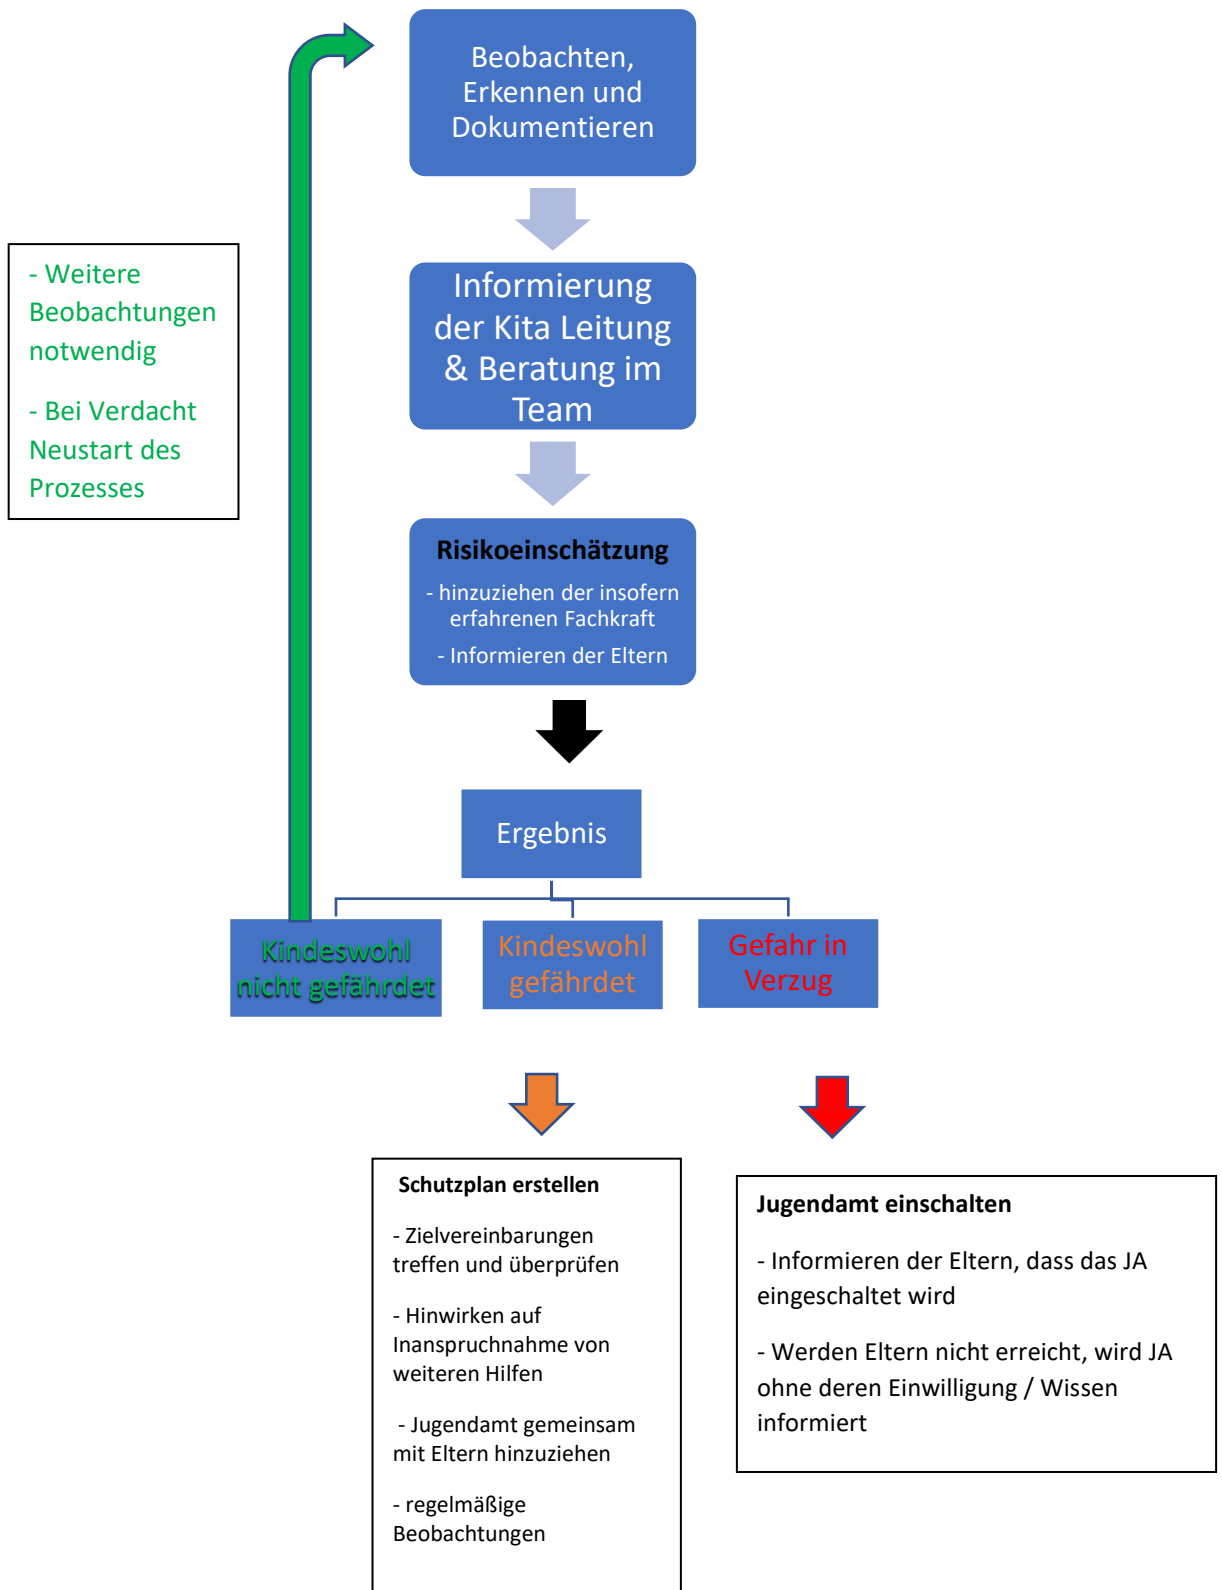 Beobachten,
Erkennen und
Dokumentieren
- Weitere
Beobachtungen
notwendig
- Bei Verdacht
Neustart des
Prozesses
Informierung
der Kita Leitung
& Beratung im
Team
Risikoeinschätzung
- hinzuziehen der insofern
erfahrenen Fachkraft
- Informieren der Eltern
Ergebnis
Kindeswohl
nicht gefährdet
Kindeswohl
gefährdet
Gefahr in
Verzug
Schutzplan erstellen
- Zielvereinbarungen
treffen und überprüfen
- Hinwirken auf
Inanspruchnahme von
weiteren Hilfen
- Jugendamt gemeinsam
mit Eltern hinzuziehen
- regelmäßige
Beobachtungen
Jugendamt einschalten
- Informieren der Eltern, dass das JA
eingeschaltet wird
- Werden Eltern nicht erreicht, wird JA
ohne deren Einwilligung / Wissen
informiert